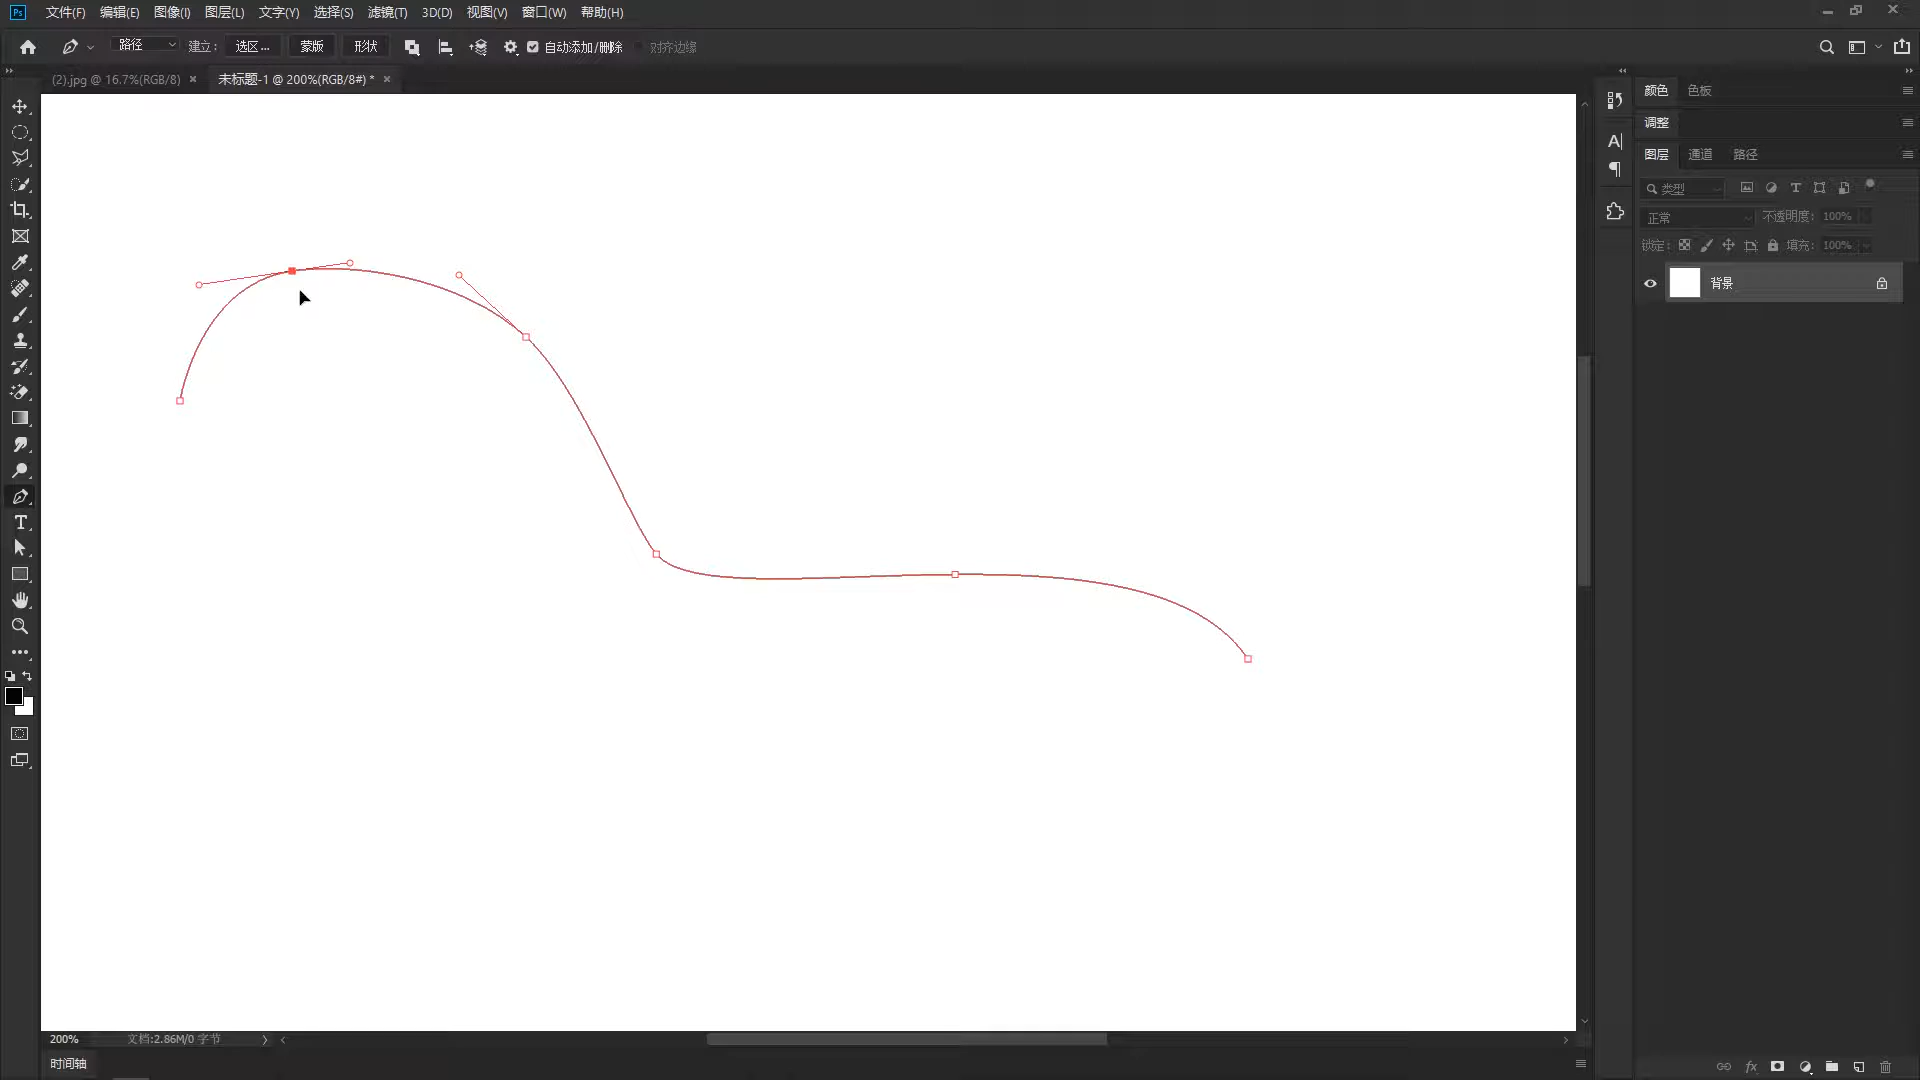 Ps 文件(F) 编辑(E) 图像(I) 图层(L) 文字(Y) 选择(S) 滤镜(T) 3D(D) 视图(V) 窗口(W) 帮助(H)
路径 建立: 选区... 蒙版 形状 自动添加/删除 对齐边缘
(2).jpg @ 16.7%(RGB/8) × 未标题-1 @ 200%(RGB/8#) * ×
颜色 色板
调整
图层 通道 路径
类型
正常 不透明度: 100%
锁定: 填充: 100%
背景
200% 文档:2.86M/0 字节
时间轴